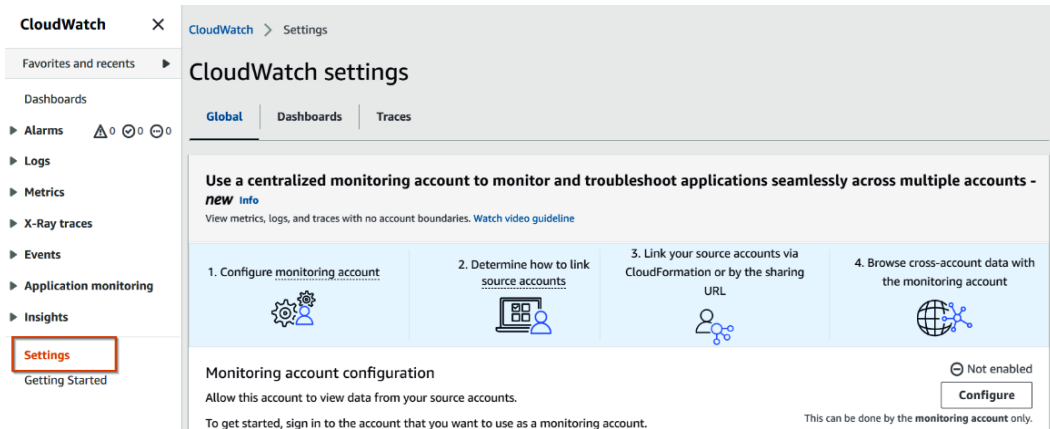 CloudWatch
Favorites and recents
Dashboards
Alarms 0 0 0
Logs
Metrics
X-Ray traces
Events
Application monitoring
Insights
Settings
Getting Started
CloudWatch > Settings
CloudWatch settings
Global Dashboards Traces
Use a centralized monitoring account to monitor and troubleshoot applications seamlessly across multiple accounts -
new Info
View metrics, logs, and traces with no account boundaries. Watch video guideline
1. Configure monitoring account
2. Determine how to link
source accounts
3. Link your source accounts via
CloudFormation or by the sharing
URL
4. Browse cross-account data with
the monitoring account
Monitoring account configuration
Allow this account to view data from your source accounts.
To get started, sign in to the account that you want to use as a monitoring account.
Not enabled
Configure
This can be done by the monitoring account only.